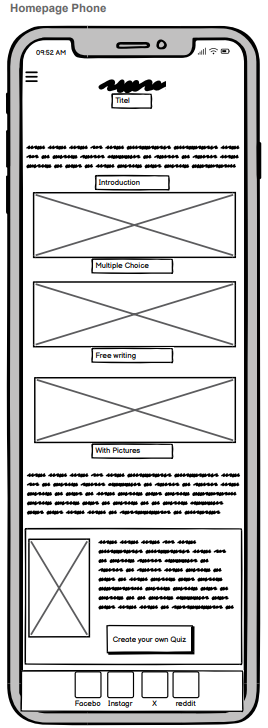 Homepage Phone
09:52 AM
Titel
Introduction
Multiple Choice
Free writing
With Pictures
Create your own Quiz
Facebo Instagr X reddit